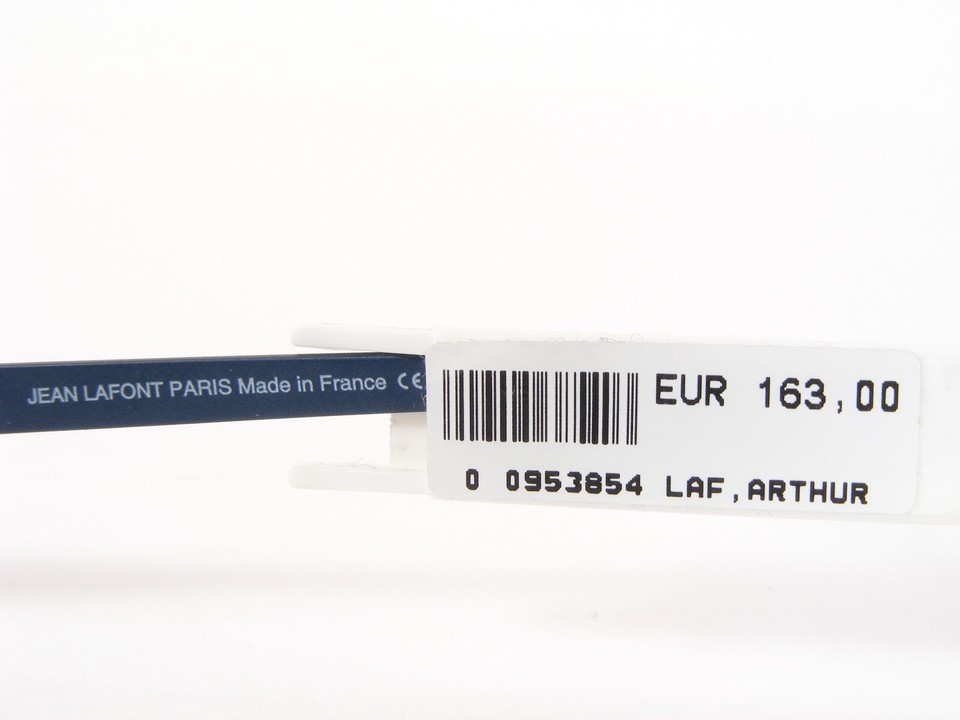 JEAN LAFONT PARIS Made in France CE
EUR 163,00
0 0953854 LAF,ARTHUR